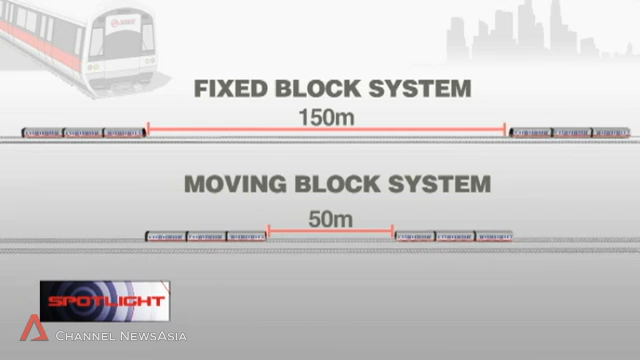 FIXED BLOCK SYSTEM
150m
MOVING BLOCK SYSTEM
50m
SPOTLIGHT
CHANNEL NEWSASIA